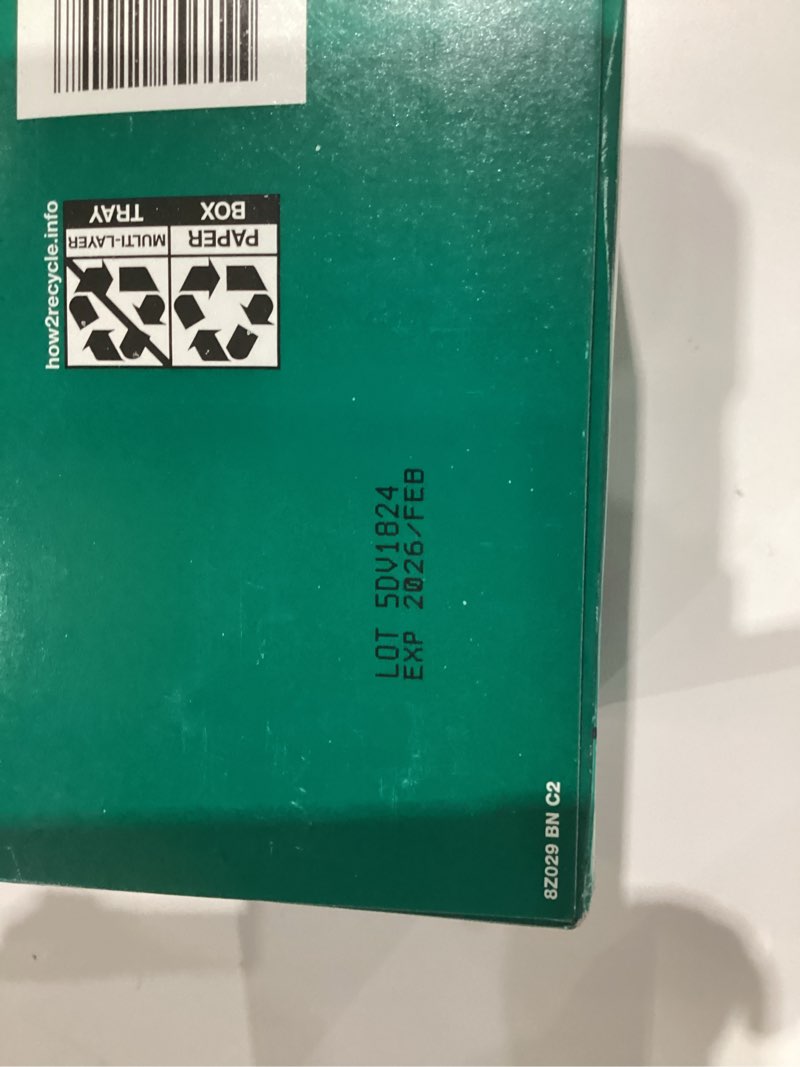 how2recycle.info
PAPER
BOX
MULTI-LAYER
TRAY
LOT 5DV1824
EXP 2026/FEB
8Z029 BN C2